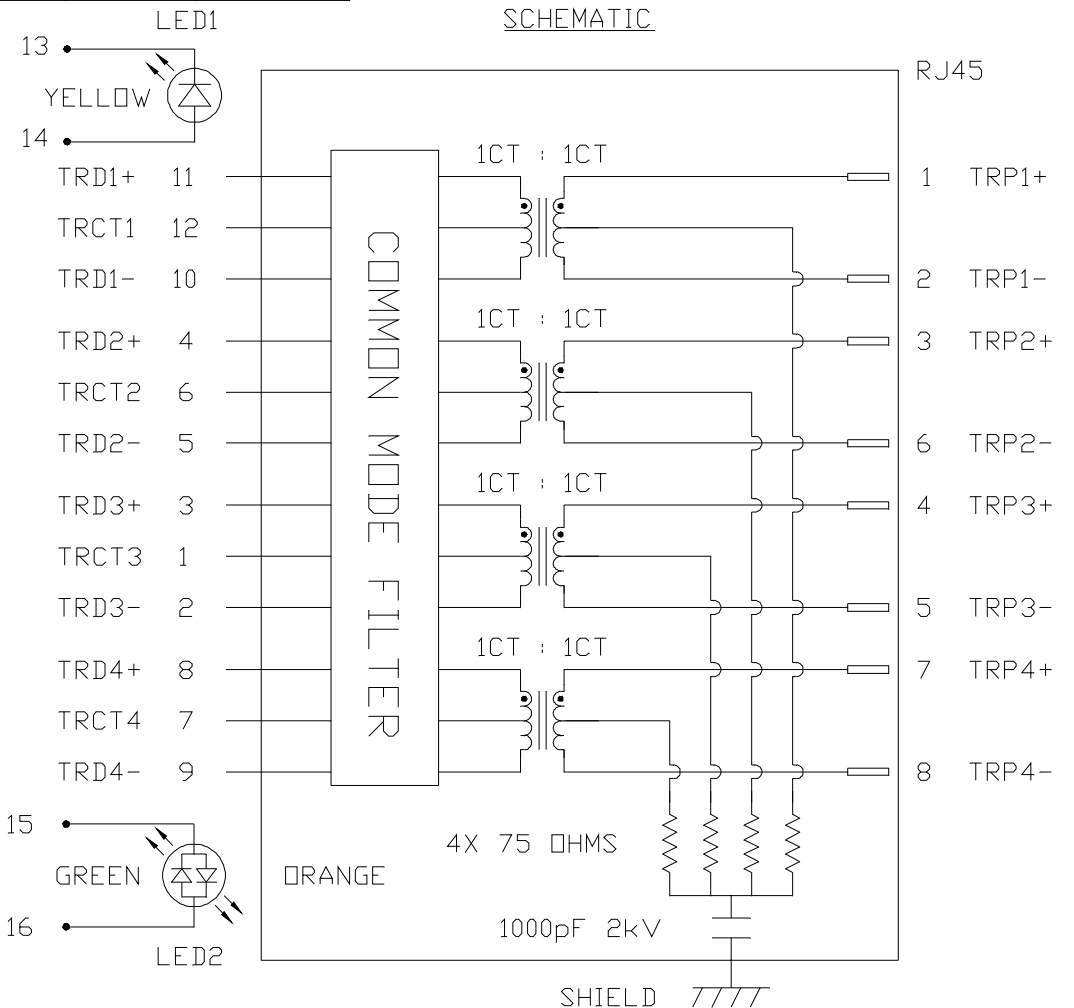 SCHEMATIC
LED1
13
YELLOW
14
RJ45
1CT : 1CT
TRD1+ 11
1 TRP1+
TRCT1 12
TRD1- 10
2 TRP1-
1CT : 1CT
TRD2+ 4
3 TRP2+
TRCT2 6
TRD2- 5
6 TRP2-
1CT : 1CT
TRD3+ 3
4 TRP3+
TRCT3 1
TRD3- 2
5 TRP3-
1CT : 1CT
TRD4+ 8
7 TRP4+
TRCT4 7
TRD4- 9
8 TRP4-
COMMON MODE FILTER
15
GREEN
ORANGE
16
LED2
4X 75 OHMS
1000pF 2kV
SHIELD